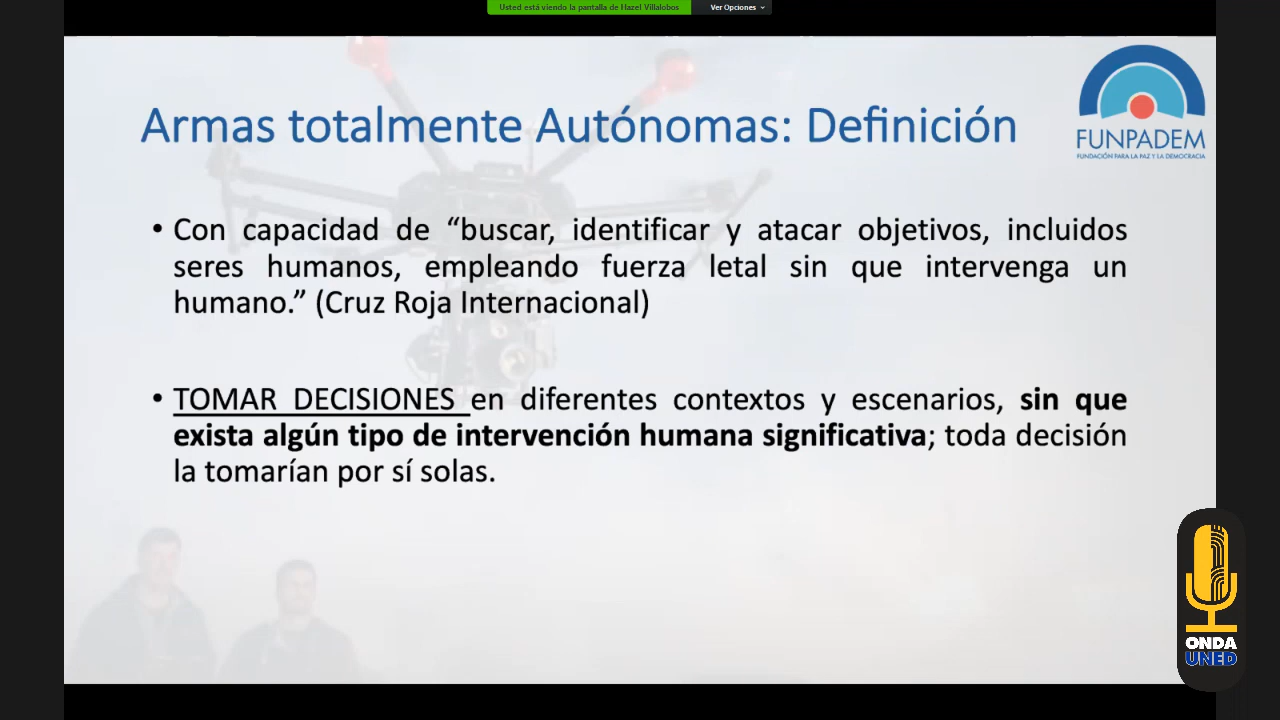 Usted está viendo la pantalla de Hazel Villalobos
Ver Opciones
Armas totalmente Autónomas: Definición
FUNPADEM
FUNDACIÓN PARA LA PAZ Y LA DEMOCRACIA
• Con capacidad de “buscar, identificar y atacar objetivos, incluidos
seres humanos, empleando fuerza letal sin que intervenga un
humano.” (Cruz Roja Internacional)
• TOMAR DECISIONES en diferentes contextos y escenarios, sin que
exista algún tipo de intervención humana significativa; toda decisión
la tomarían por sí solas.
ONDA
UNED